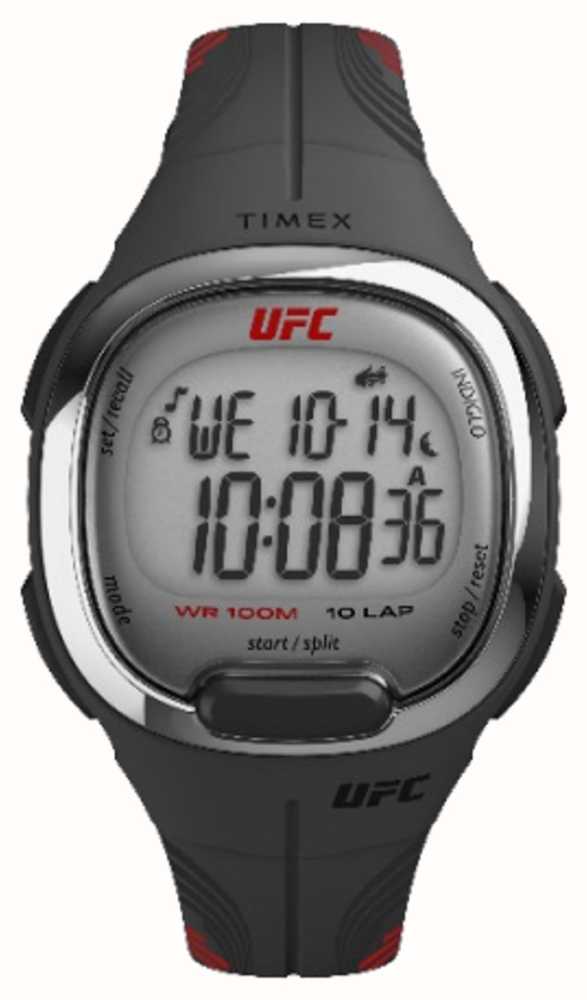 TIMEX
UFC
set/recall
INDIGLO
WE 10-14
A
10:08 36
mode
stop/reset
WR 100M 10 LAP
start/split
UFC